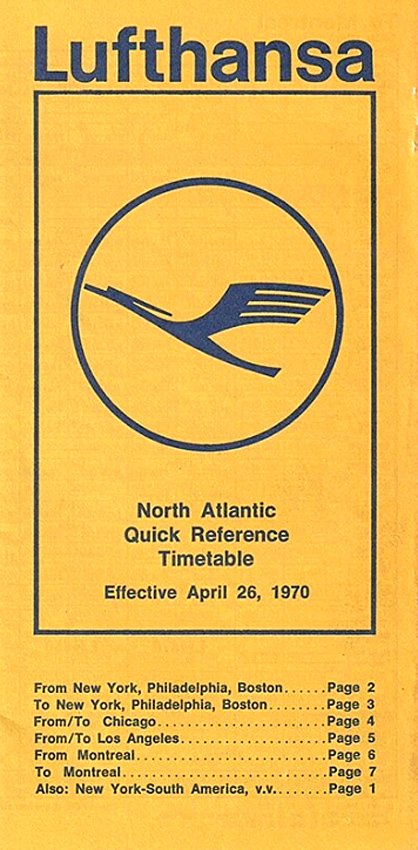 Lufthansa
North Atlantic
Quick Reference
Timetable
Effective April 26, 1970
From New York, Philadelphia, Boston......Page 2
To New York, Philadelphia, Boston........Page 3
From/To Chicago.........................Page 4
From/To Los Angeles.....................Page 5
From Montreal...........................Page 6
To Montreal.............................Page 7
Also: New York-South America, v.v........Page 1